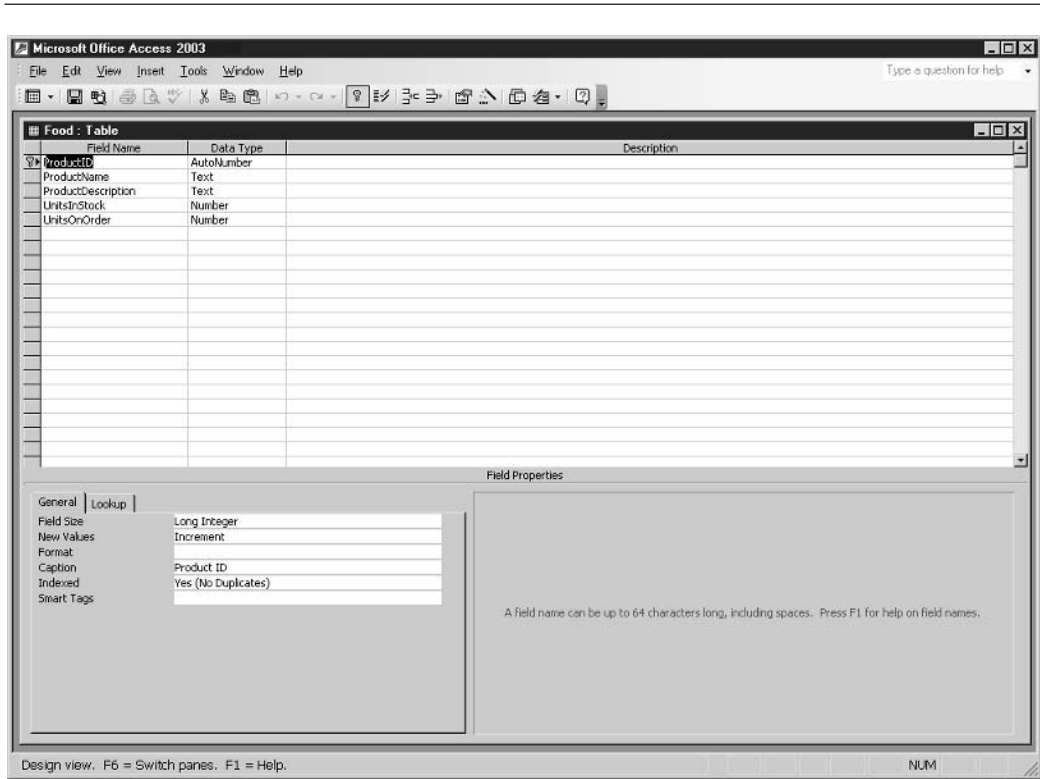 Microsoft Office Access 2003
File Edit View Insert Tools Window Help Type a question for help
Food : Table
Field Name Data Type Description
ProductID AutoNumber
ProductName Text
ProductDescription Text
UnitsInStock Number
UnitsOnOrder Number
Field Properties
General Lookup
Field Size Long Integer
New Values Increment
Format
Caption Product ID
Indexed Yes (No Duplicates)
Smart Tags
A field name can be up to 64 characters long, including spaces. Press F1 for help on field names.
Design view. F6 = Switch panes. F1 = Help. NUM